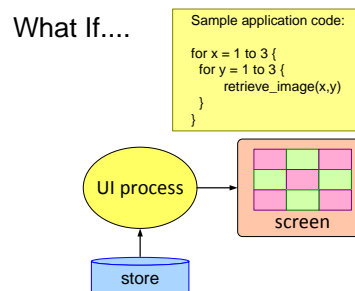 What If....
Sample application code:
for x = 1 to 3 {
for y = 1 to 3 {
retrieve_image(x,y)
}
}
UI process
screen
store